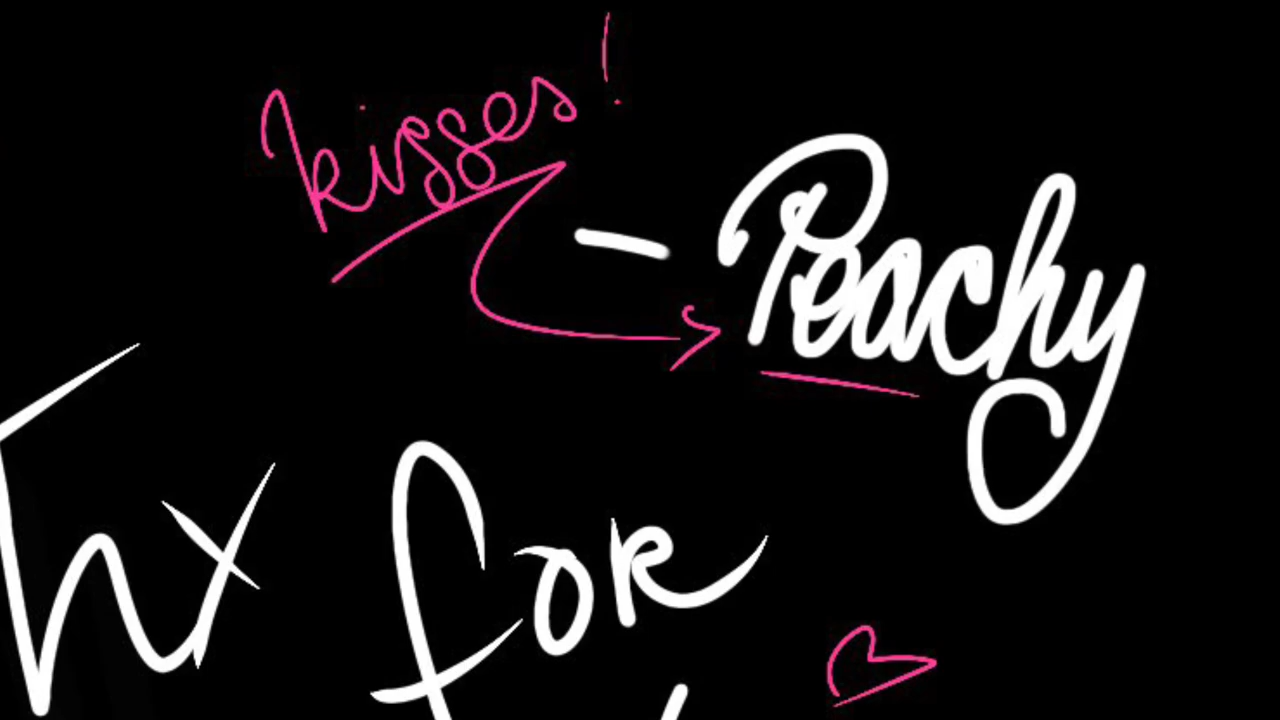 kisses!
- Peachy
Thx for